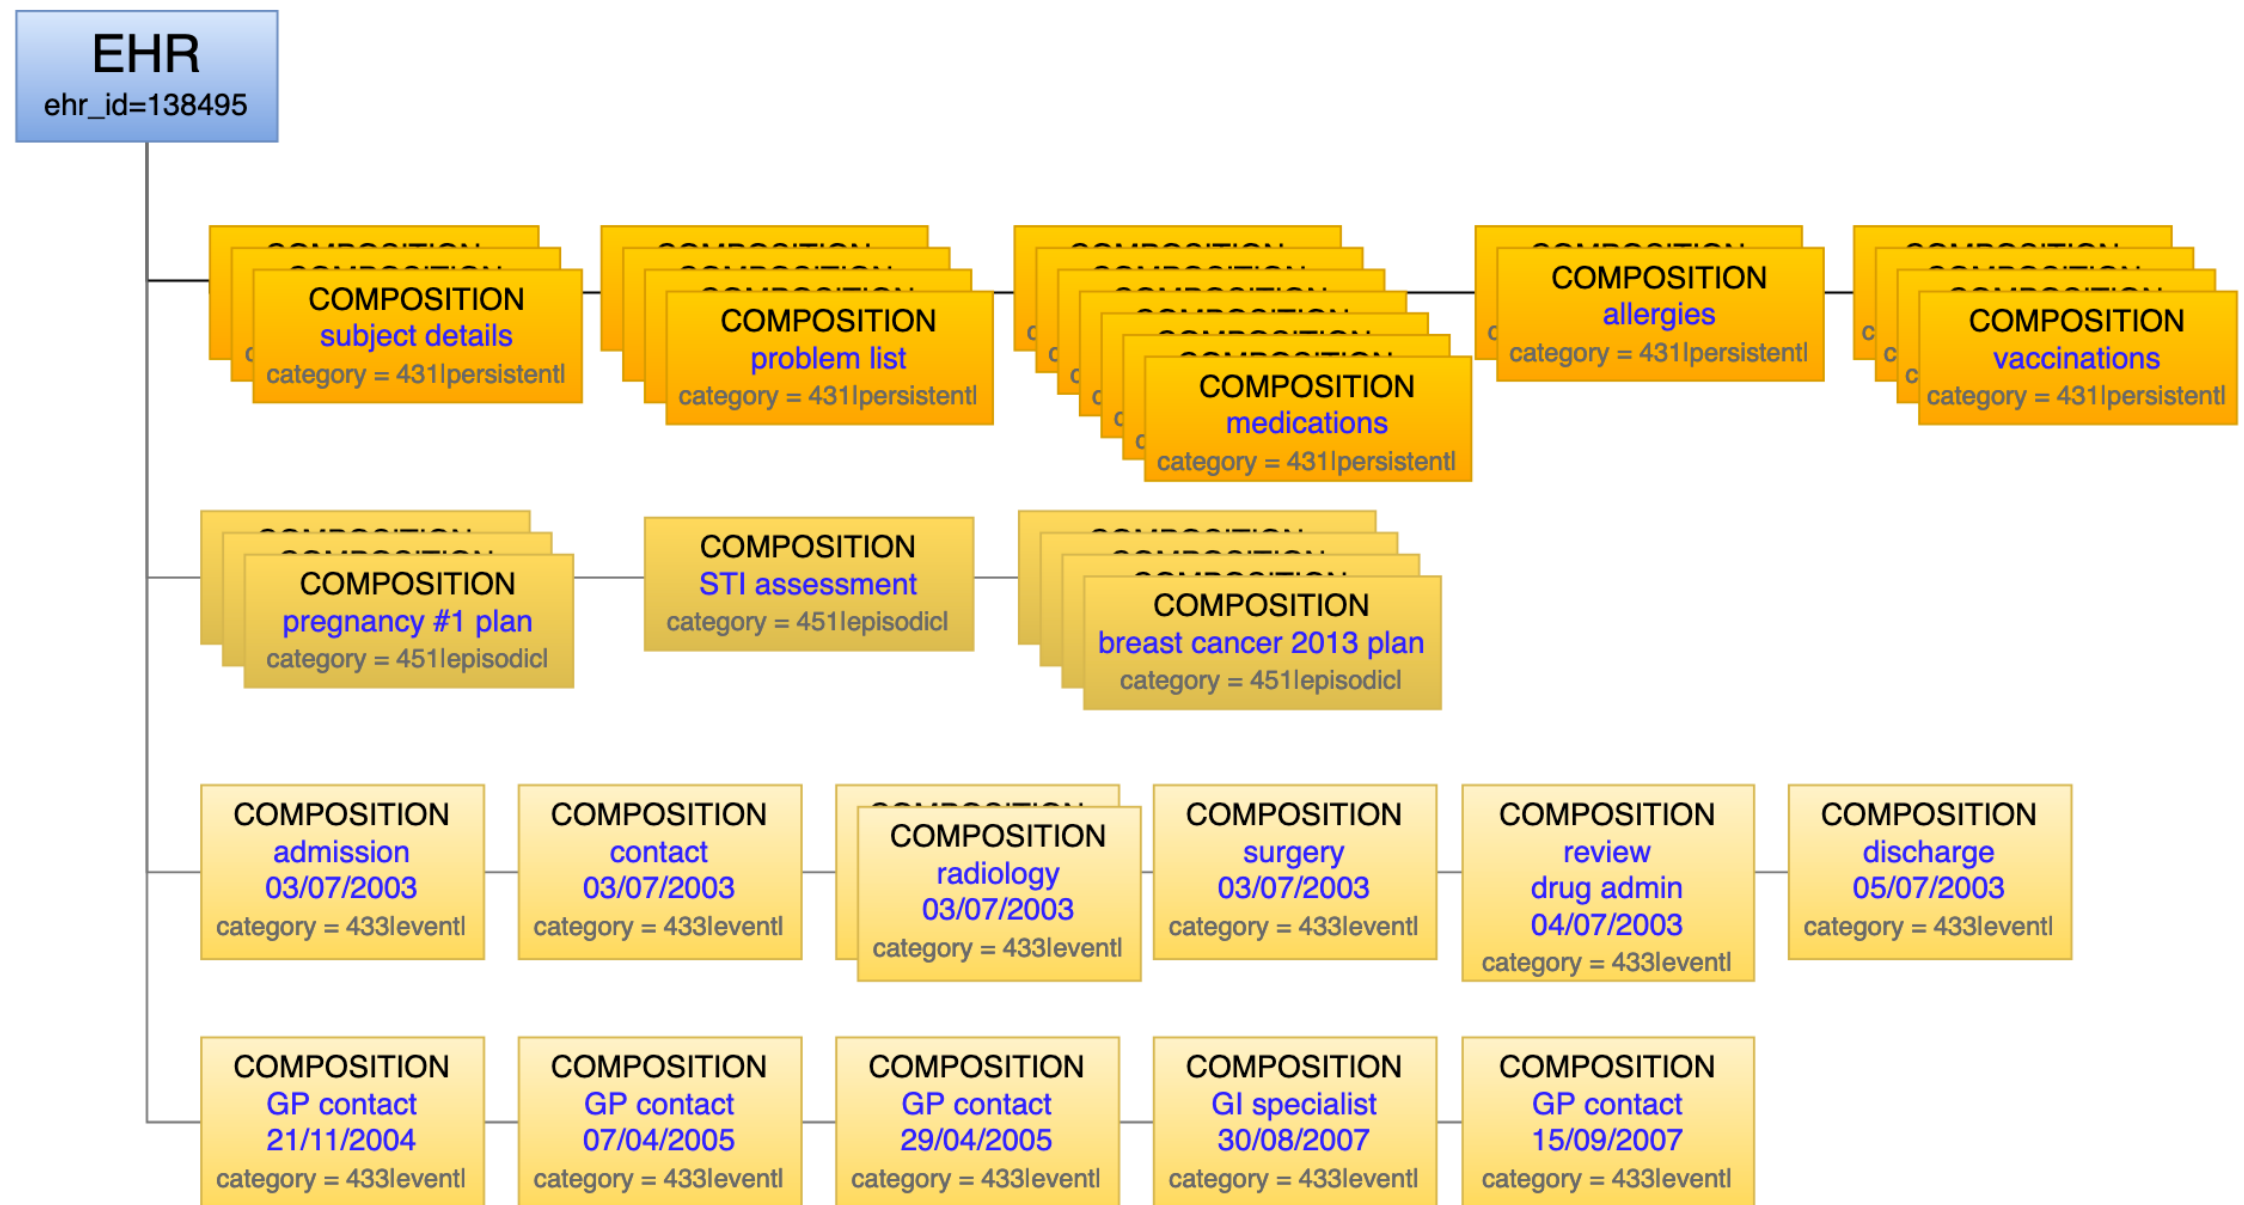 EHR
ehr_id=138495
COMPOSITION
subject details
category = 431|persistent|
COMPOSITION
problem list
category = 431|persistent|
COMPOSITION
medications
category = 431|persistent|
COMPOSITION
allergies
category = 431|persistent|
COMPOSITION
vaccinations
category = 431|persistent|
COMPOSITION
pregnancy #1 plan
category = 451|episodic|
COMPOSITION
STI assessment
category = 451|episodic|
COMPOSITION
breast cancer 2013 plan
category = 451|episodic|
COMPOSITION
admission
03/07/2003
category = 433|event|
COMPOSITION
contact
03/07/2003
category = 433|event|
COMPOSITION
radiology
03/07/2003
category = 433|event|
COMPOSITION
surgery
03/07/2003
category = 433|event|
COMPOSITION
review
drug admin
04/07/2003
category = 433|event|
COMPOSITION
discharge
05/07/2003
category = 433|event|
COMPOSITION
GP contact
21/11/2004
category = 433|event|
COMPOSITION
GP contact
07/04/2005
category = 433|event|
COMPOSITION
GP contact
29/04/2005
category = 433|event|
COMPOSITION
GI specialist
30/08/2007
category = 433|event|
COMPOSITION
GP contact
15/09/2007
category = 433|event|